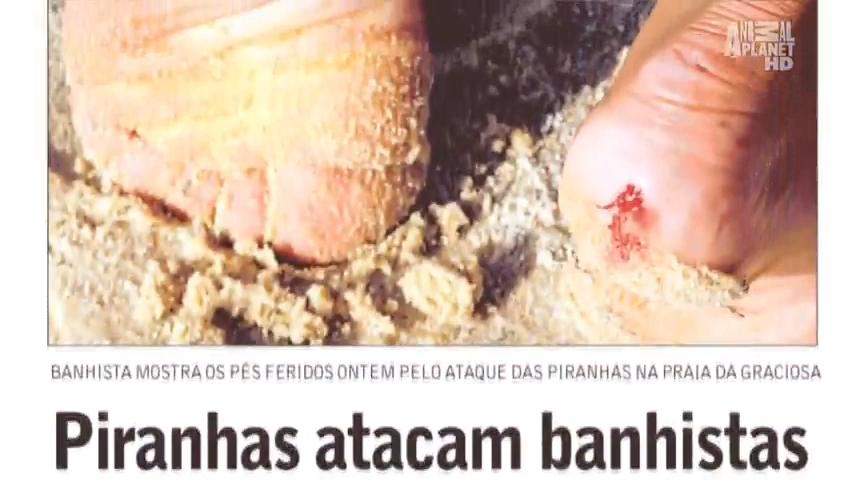 ANIMAL
PLANET
HD
BANHISTA MOSTRA OS PÉS FERIDOS ONTEM PELO ATAQUE DAS PIRANHAS NA PRAIA DA GRACIOSA
Piranhas atacam banhistas